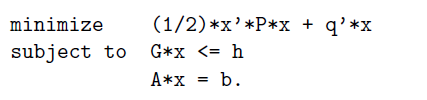 minimize (1/2)*x’*P*x + q’*x
subject to G*x <= h
A*x = b.